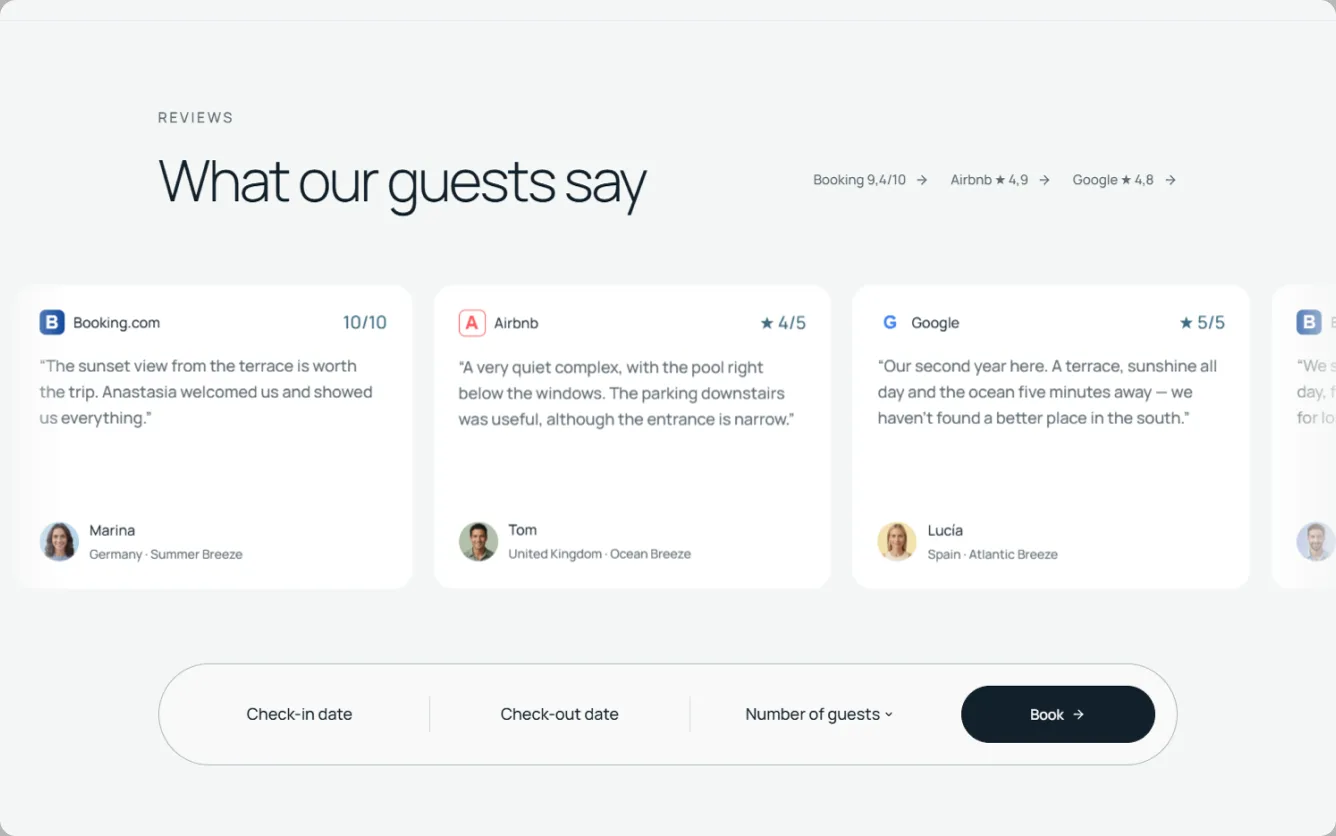 REVIEWS
What our guests say
Booking 9,4/10 →
Airbnb ★ 4,9 →
Google ★ 4,8 →
B Booking.com 10/10
“The sunset view from the terrace is worth
the trip. Anastasia welcomed us and showed
us everything.”
Marina
Germany · Summer Breeze
A Airbnb ★ 4/5
“A very quiet complex, with the pool right
below the windows. The parking downstairs
was useful, although the entrance is narrow.”
Tom
United Kingdom · Ocean Breeze
G Google ★ 5/5
“Our second year here. A terrace, sunshine all
day and the ocean five minutes away — we
haven’t found a better place in the south.”
Lucía
Spain · Atlantic Breeze
B
“We
day,
for
Check-in date
Check-out date
Number of guests
Book →